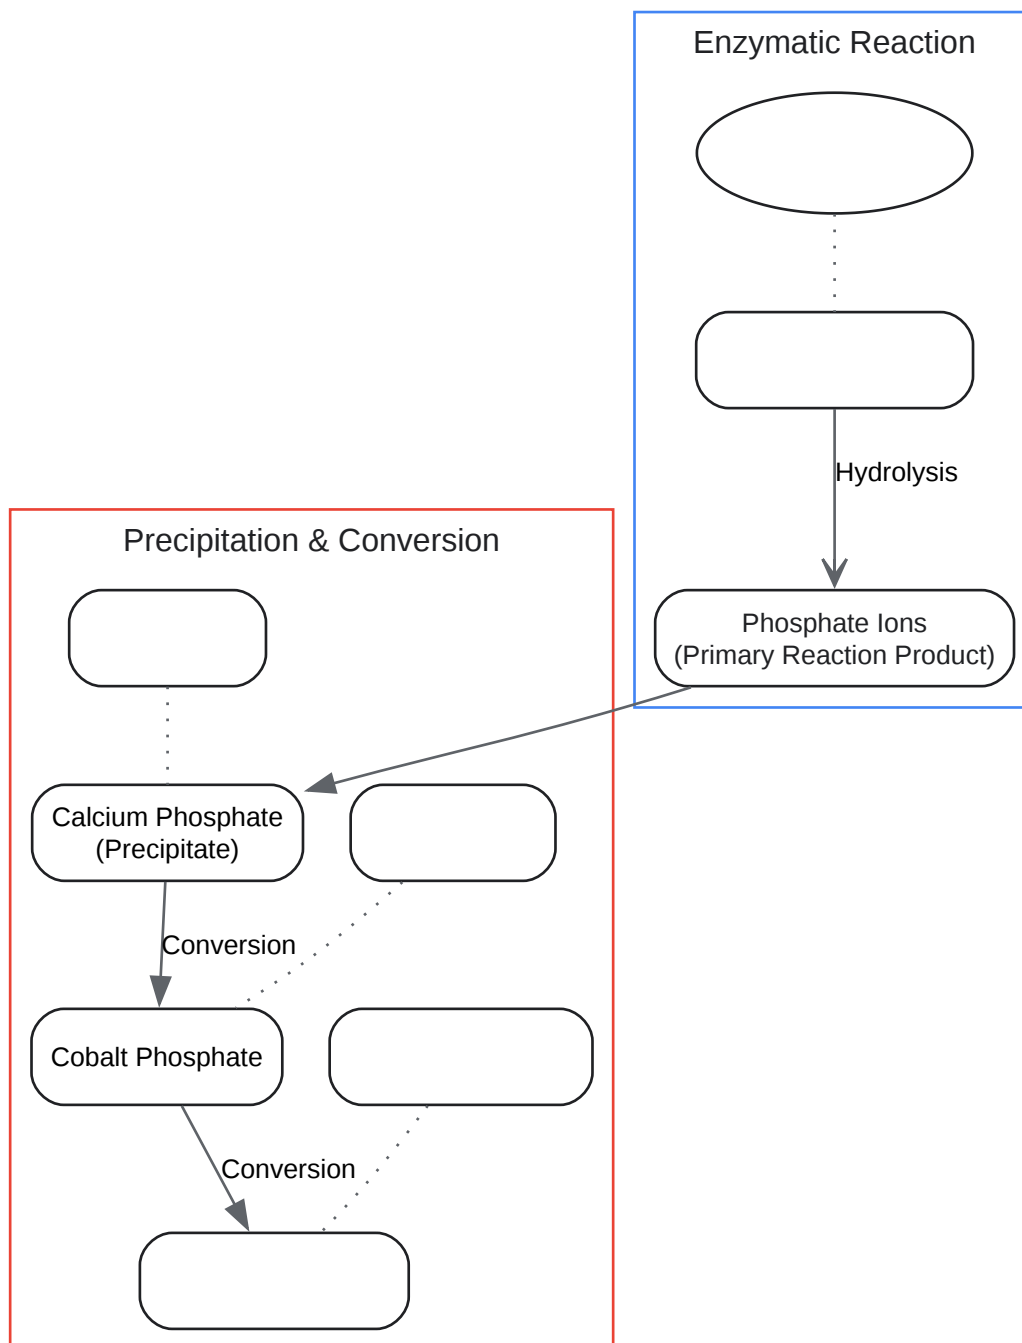 Enzymatic Reaction
Hydrolysis
Phosphate Ions
(Primary Reaction Product)
Precipitation & Conversion
Calcium Phosphate
(Precipitate)
Conversion
Cobalt Phosphate
Conversion